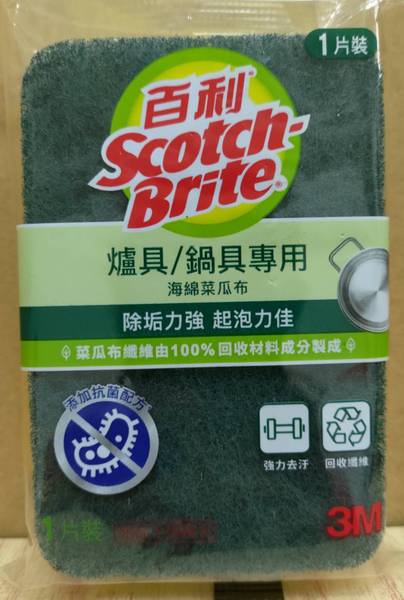 1片裝
百利
Scotch-
Brite®
爐具/鍋具專用
海綿菜瓜布
除垢力強 起泡力佳
菜瓜布纖維由100%回收材料成分製成
添加抗菌配方
強力去汙 回收纖維
1片裝
3M